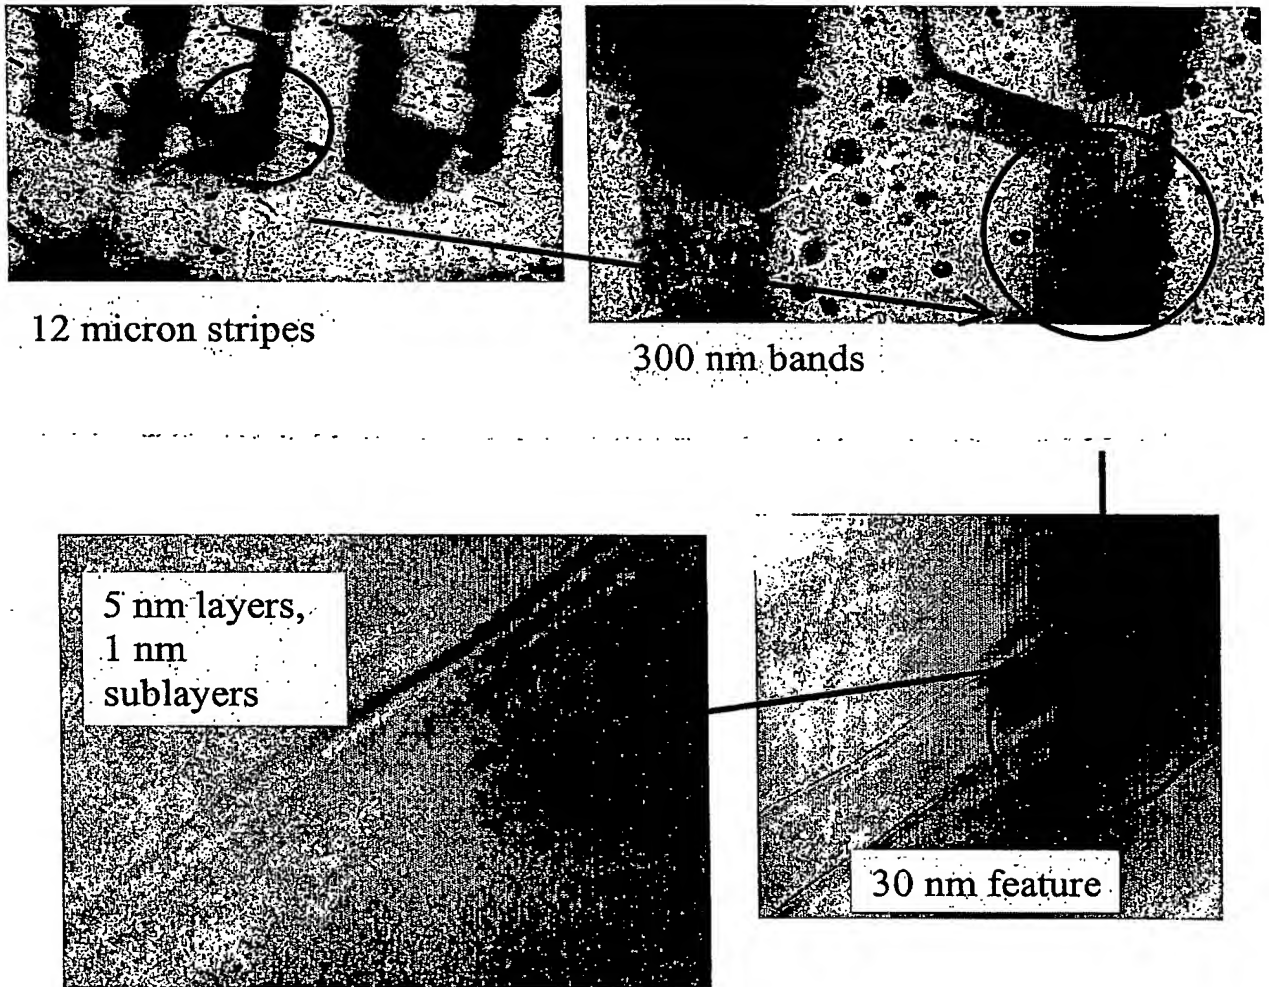 12 micron stripes
300 nm bands
5 nm layers,
1 nm
sublayers
30 nm feature